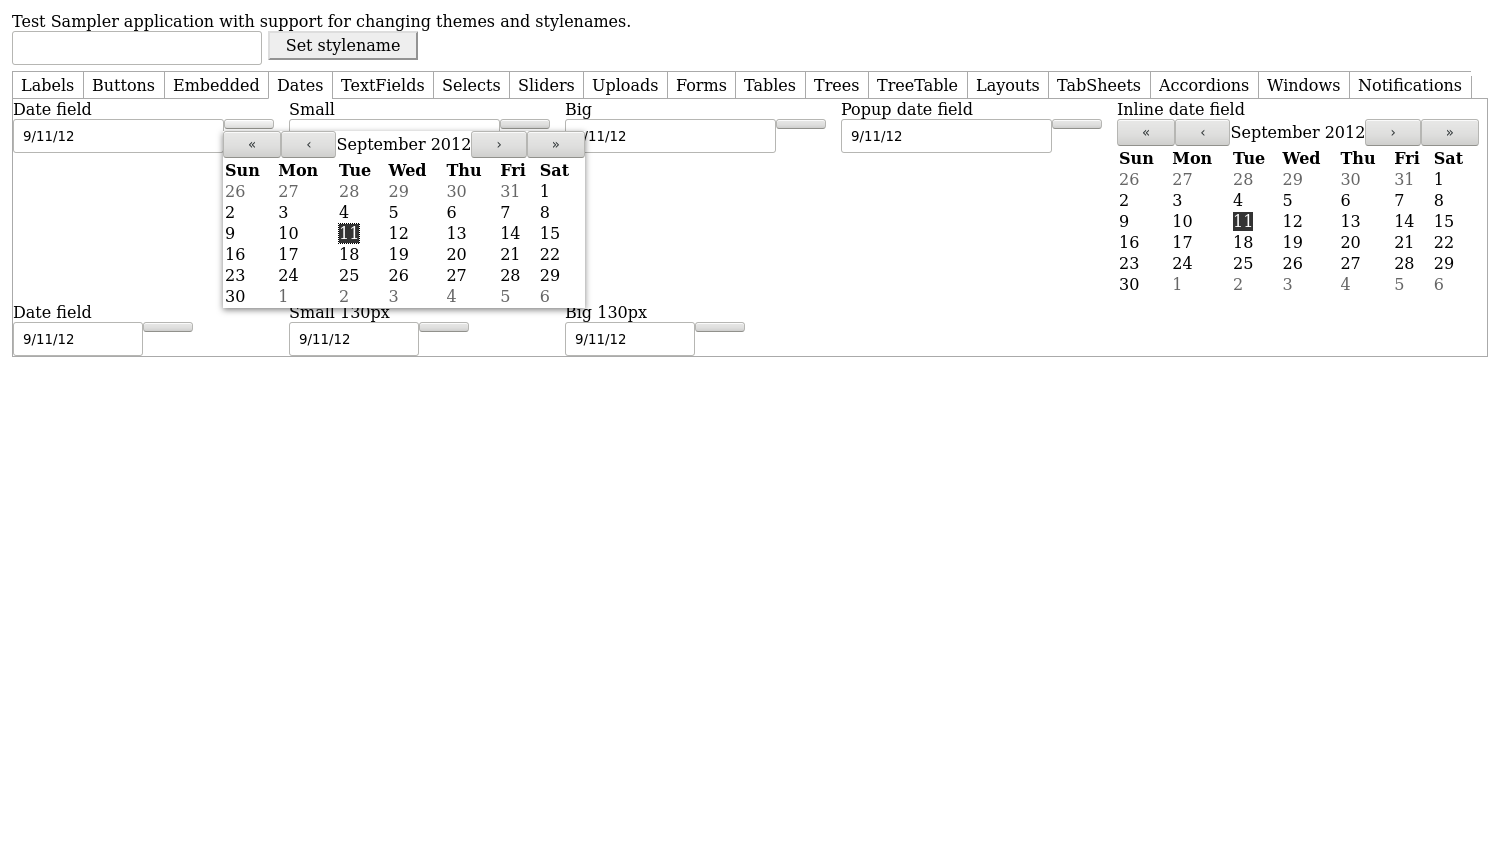 Test Sampler application with support for changing themes and stylenames.
Set stylename
Labels Buttons Embedded Dates TextFields Selects Sliders Uploads Forms Tables Trees TreeTable Layouts TabSheets Accordions Windows Notifications
Date field Small Big Popup date field Inline date field
9/11/12 /11/12 9/11/12
« ‹ September 2012 › »
Sun Mon Tue Wed Thu Fri Sat
26 27 28 29 30 31 1
2 3 4 5 6 7 8
9 10 11 12 13 14 15
16 17 18 19 20 21 22
23 24 25 26 27 28 29
30 1 2 3 4 5 6
« ‹ September 2012 › »
Sun Mon Tue Wed Thu Fri Sat
26 27 28 29 30 31 1
2 3 4 5 6 7 8
9 10 11 12 13 14 15
16 17 18 19 20 21 22
23 24 25 26 27 28 29
30 1 2 3 4 5 6
Date field Small 130px Big 130px
9/11/12 9/11/12 9/11/12